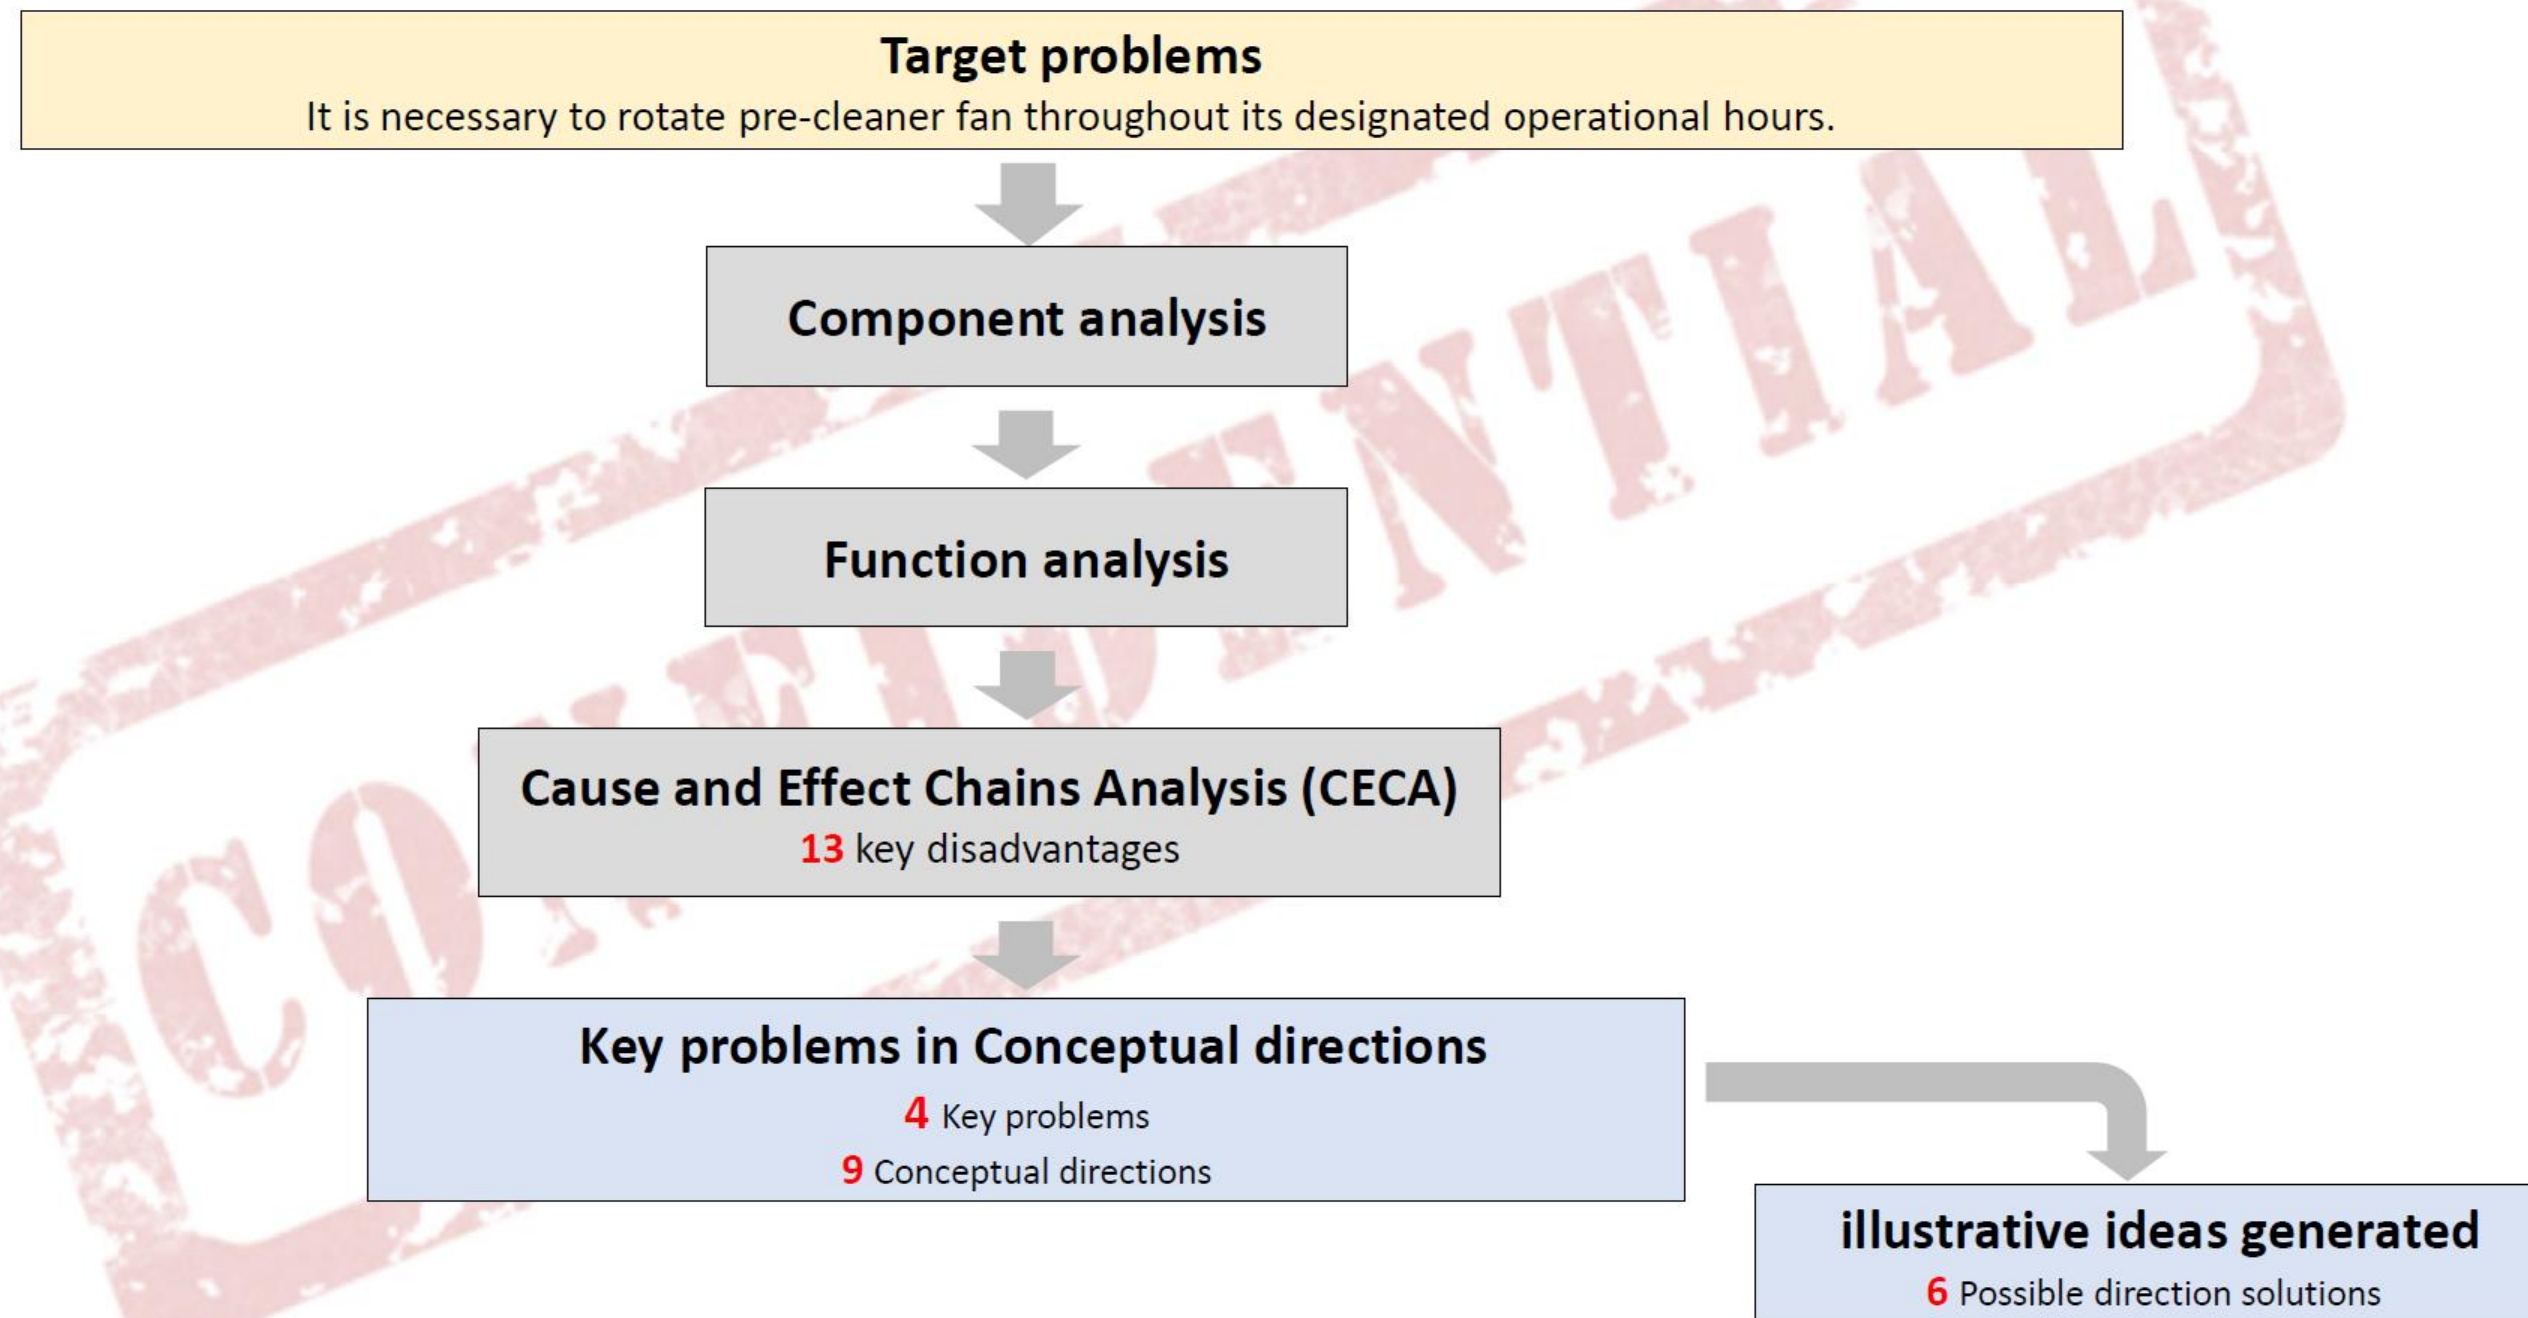 Target problems
It is necessary to rotate pre-cleaner fan throughout its designated operational hours.
Component analysis
Function analysis
Cause and Effect Chains Analysis (CECA)
13 key disadvantages
Key problems in Conceptual directions
4 Key problems
9 Conceptual directions
illustrative ideas generated
6 Possible direction solutions
CONFIDENTIAL